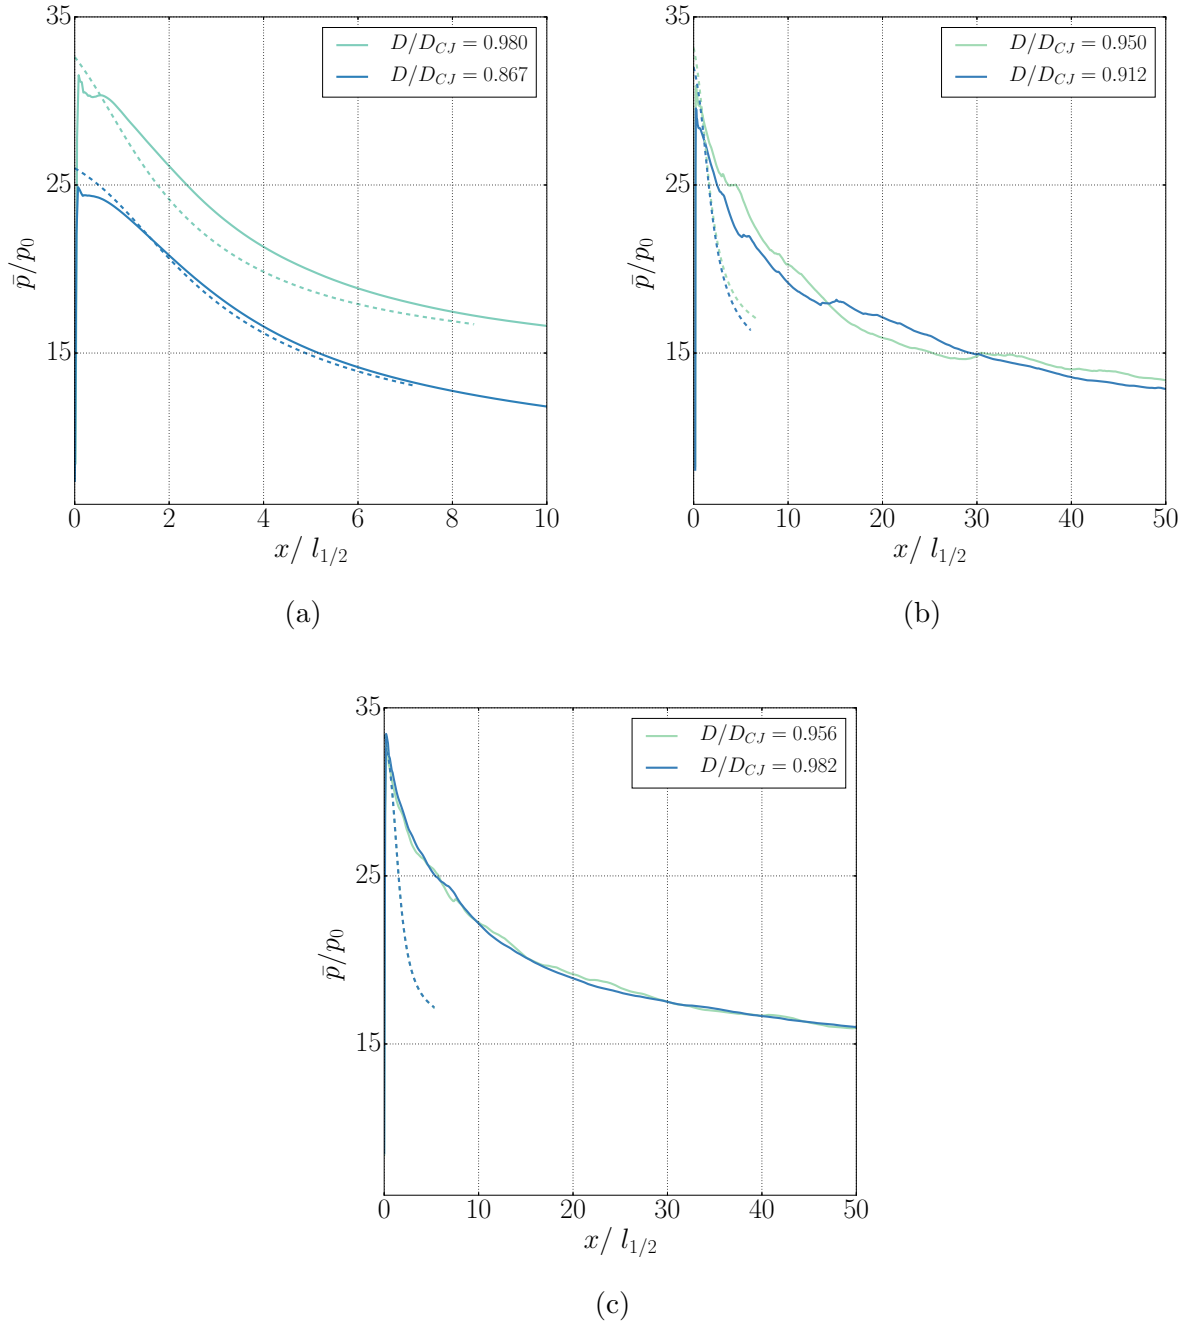 35
25
15
p̄/p₀
0
2
4
6
8
10
x/ l₁/₂
D/D_CJ = 0.980
D/D_CJ = 0.867
(a)
35
25
15
p̄/p₀
0
10
20
30
40
50
x/ l₁/₂
D/D_CJ = 0.950
D/D_CJ = 0.912
(b)
35
25
15
p̄/p₀
0
10
20
30
40
50
x/ l₁/₂
D/D_CJ = 0.956
D/D_CJ = 0.982
(c)